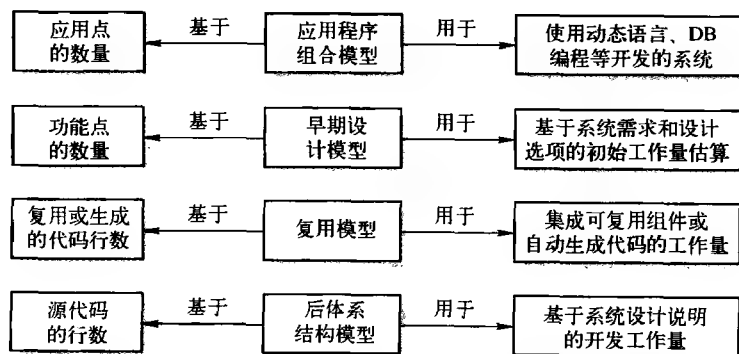 应用点
的数量
基于
应用程序
组合模型
用于
使用动态语言、DB
编程等开发的系统
功能点
的数量
基于
早期设
计模型
用于
基于系统需求和设计
选项的初始工作量估算
复用或生成
的代码行数
基于
复用模型
用于
集成可复用组件或
自动生成代码的工作量
源代码
的行数
基于
后体系
结构模型
用于
基于系统设计说明
的开发工作量